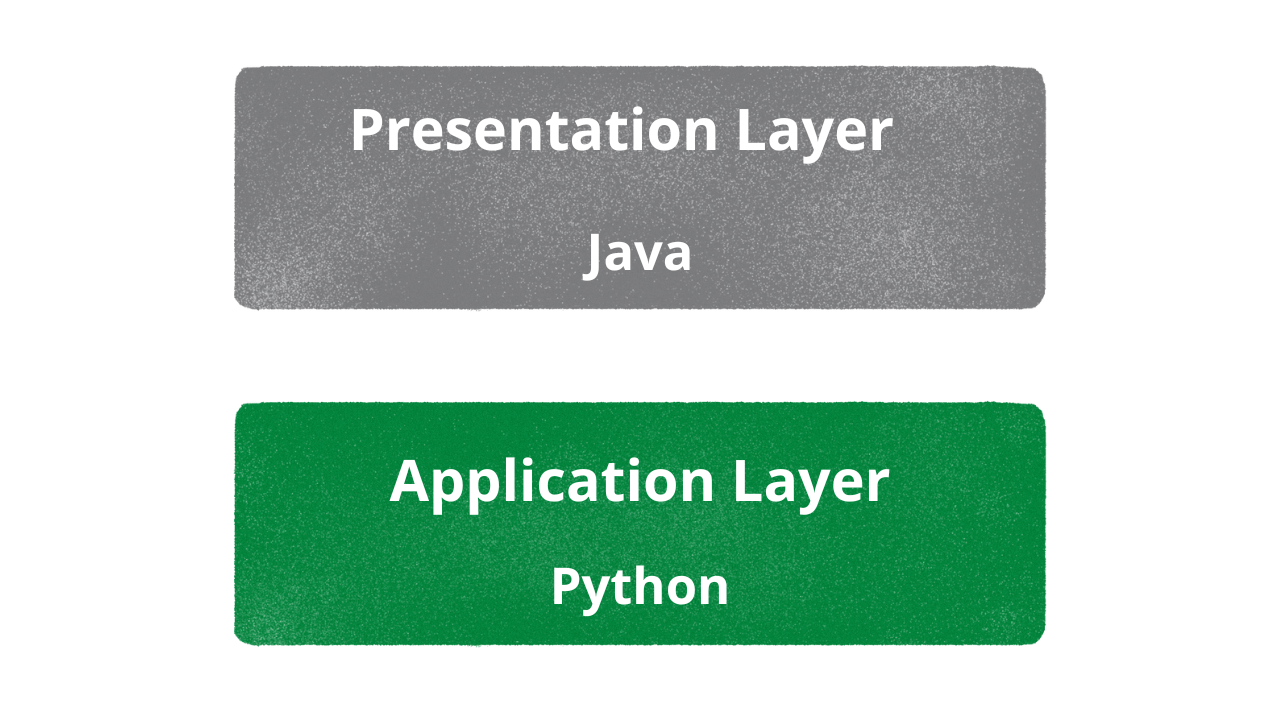 Presentation Layer
Java
Application Layer
Python